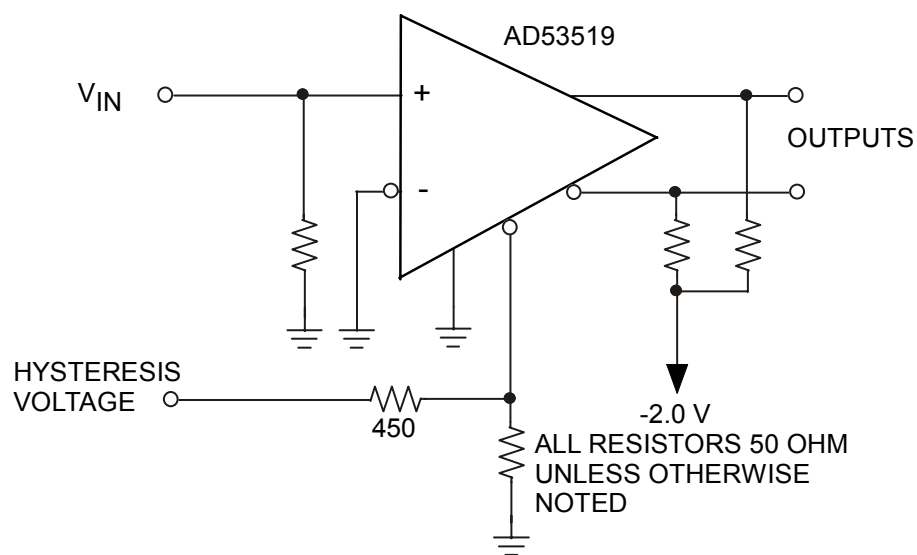 AD53519
VIN
+
-
OUTPUTS
HYSTERESIS
VOLTAGE
450
-2.0 V
ALL RESISTORS 50 OHM
UNLESS OTHERWISE
NOTED